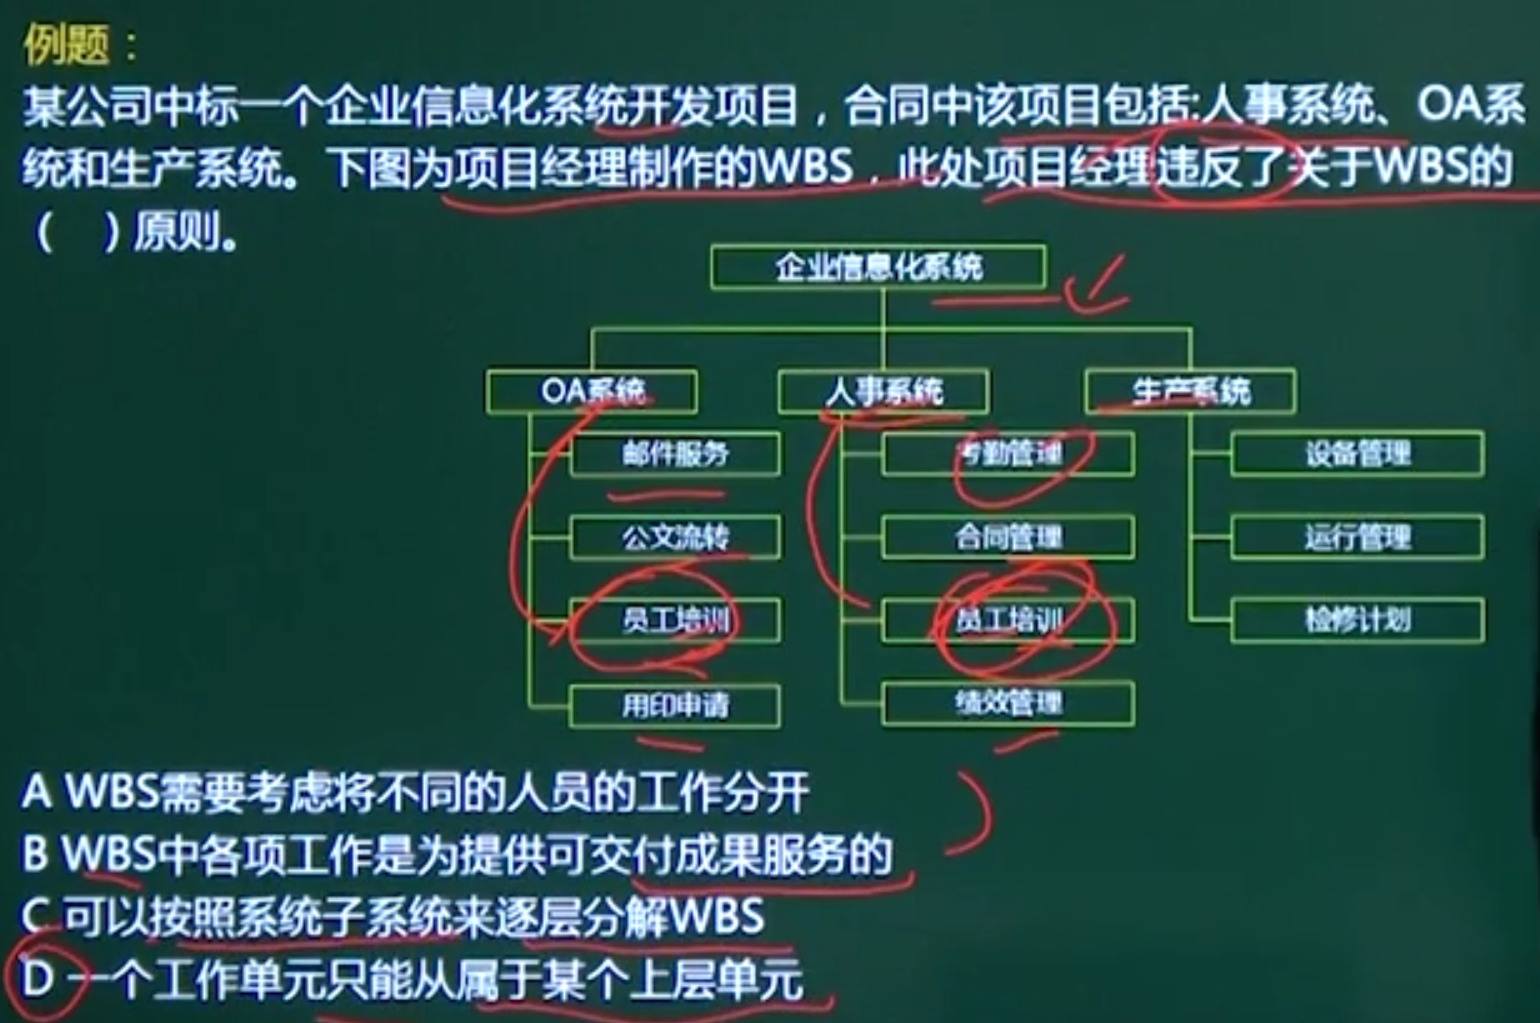 例题：
某公司中标一个企业信息化系统开发项目，合同中该项目包括:人事系统、OA系
统和生产系统。下图为项目经理制作的WBS，此处项目经理违反了关于WBS的
（ ）原则。
企业信息化系统
OA系统
人事系统
生产系统
邮件服务
考勤管理
设备管理
公文流转
合同管理
运行管理
员工培训
员工培训
检修计划
用印申请
绩效管理
A WBS需要考虑将不同的人员的工作分开
B WBS中各项工作是为提供可交付成果服务的
C 可以按照系统子系统来逐层分解WBS
D 一个工作单元只能从属于某个上层单元